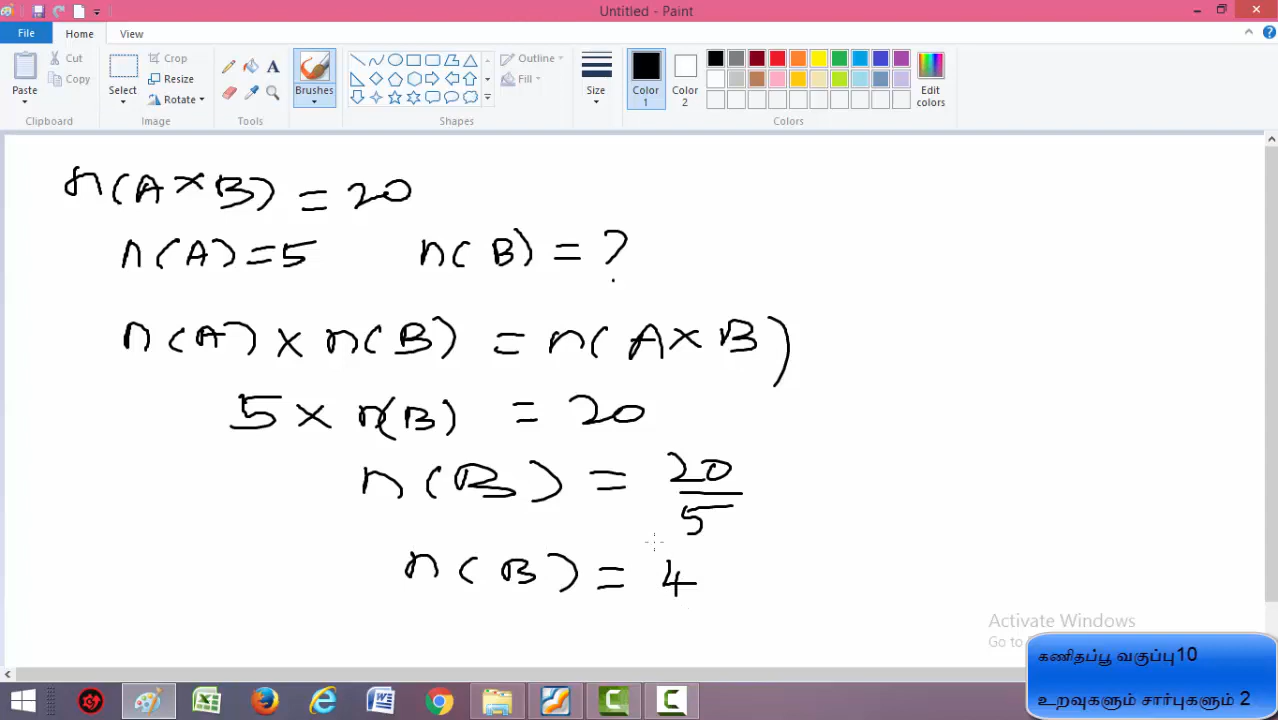 Untitled - Paint
File Home View
Paste
Cut
Copy
Clipboard
Select
Crop
Resize
Rotate
Image
Tools
Brushes
Outline
Fill
Shapes
Size
Color 1
Color 2
Edit colors
Colors
n(A×B) = 20
n(A) = 5 n(B) = ?
n(A) × n(B) = n(A×B)
5 × n(B) = 20
n(B) = 20/5
n(B) = 4
Activate Windows
Go to
கணிதப்பூ வகுப்பு10
உறவுகளும் சார்புகளும் 2